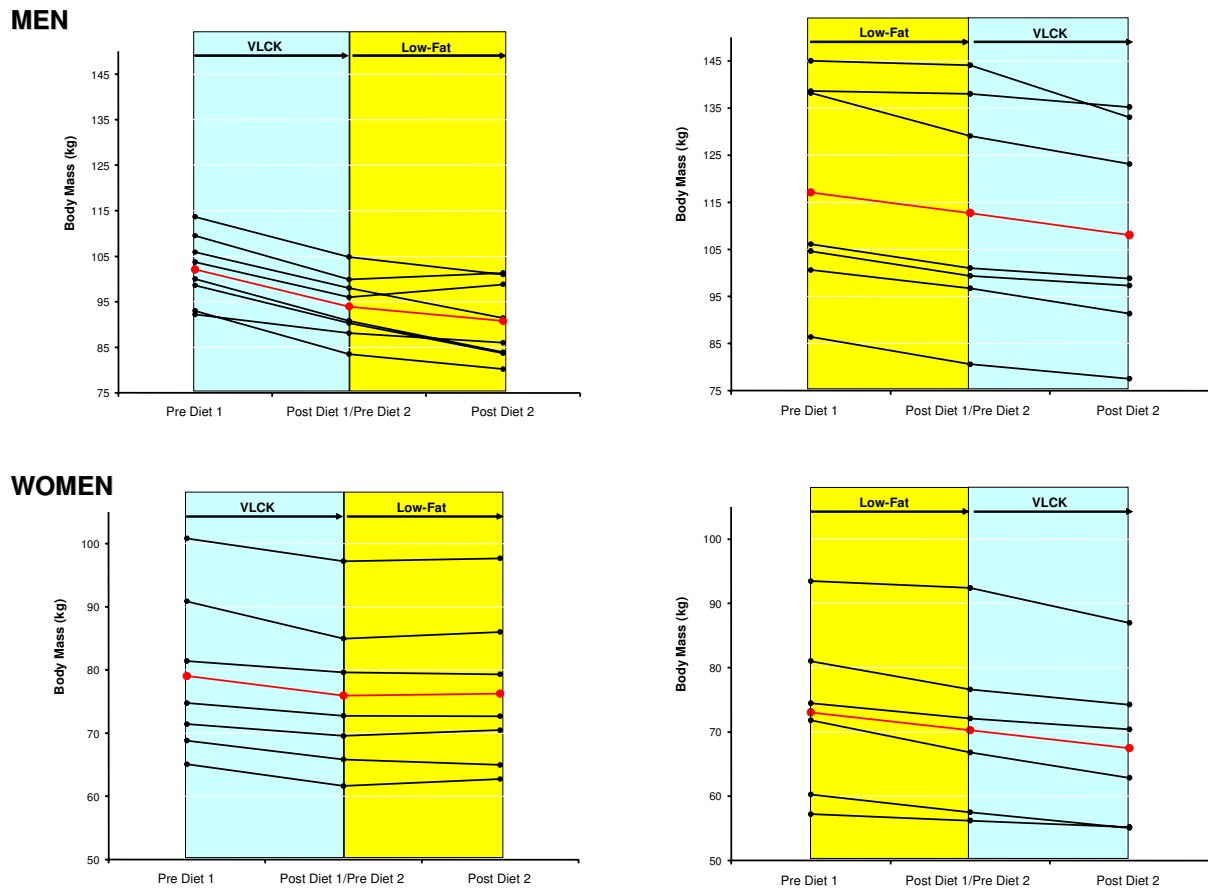 MEN
VLCK
Low-Fat
Body Mass (kg)
145
135
125
115
105
95
85
75
Pre Diet 1
Post Diet 1/Pre Diet 2
Post Diet 2
Low-Fat
VLCK
Body Mass (kg)
145
135
125
115
105
95
85
75
Pre Diet 1
Post Diet 1/Pre Diet 2
Post Diet 2
WOMEN
VLCK
Low-Fat
Body Mass (kg)
100
90
80
70
60
50
Pre Diet 1
Post Diet 1/Pre Diet 2
Post Diet 2
Low-Fat
VLCK
Body Mass (kg)
100
90
80
70
60
50
Pre Diet 1
Post Diet 1/Pre Diet 2
Post Diet 2